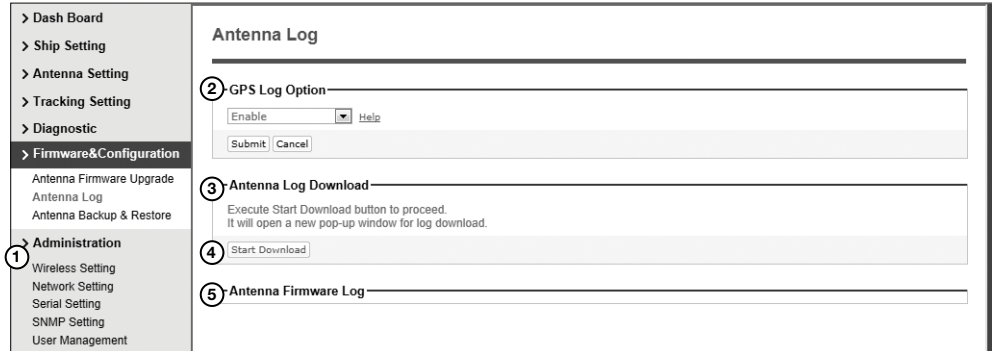 > Dash Board
> Ship Setting
> Antenna Setting
> Tracking Setting
> Diagnostic
> Firmware&Configuration
Antenna Firmware Upgrade
Antenna Log
Antenna Backup & Restore
> Administration
1
Wireless Setting
Network Setting
Serial Setting
SNMP Setting
User Management
Antenna Log
2 GPS Log Option
Enable Help
Submit Cancel
3 Antenna Log Download
Execute Start Download button to proceed.
It will open a new pop-up window for log download.
4 Start Download
5 Antenna Firmware Log